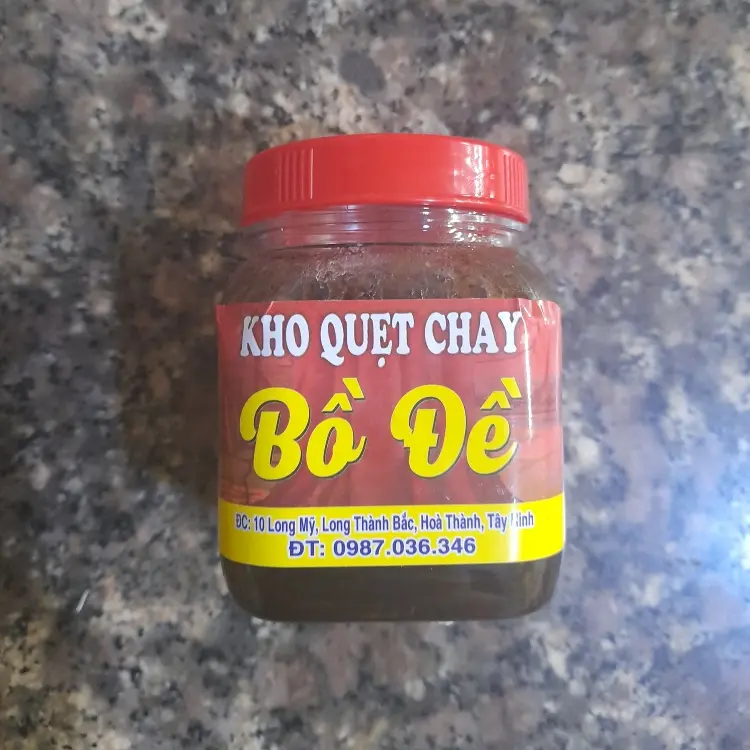 KHO QUẸT CHAY
Bồ Đề
ĐC: 10 Long Mỹ, Long Thành Bắc, Hoà Thành, Tây Ninh
ĐT: 0987.036.346